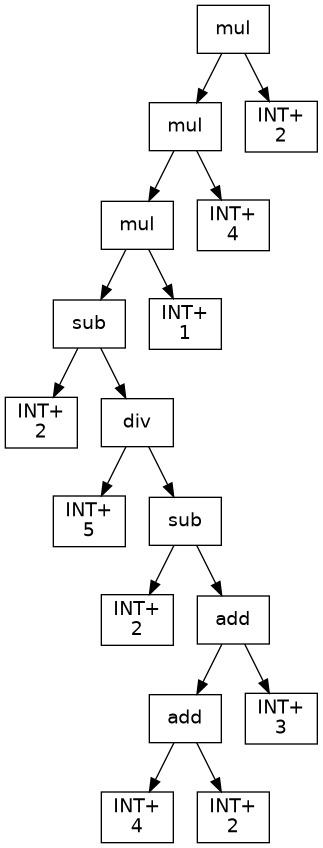 mul
mul
INT+
2
mul
INT+
4
sub
INT+
1
INT+
2
div
INT+
5
sub
INT+
2
add
add
INT+
3
INT+
4
INT+
2